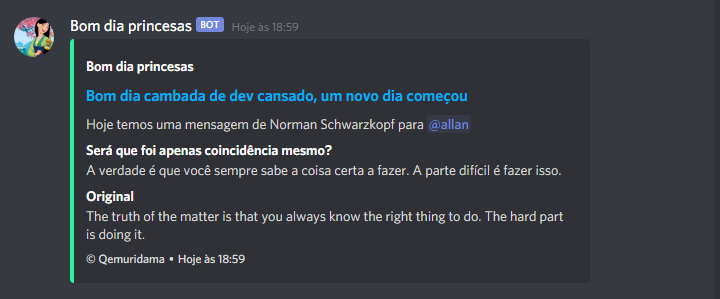 Bom dia princesas BOT Hoje às 18:59
Bom dia princesas
Bom dia cambada de dev cansado, um novo dia começou
Hoje temos uma mensagem de Norman Schwarzkopf para @allan
Será que foi apenas coincidência mesmo?
A verdade é que você sempre sabe a coisa certa a fazer. A parte difícil é fazer isso.
Original
The truth of the matter is that you always know the right thing to do. The hard part
is doing it.
© Qemuridama • Hoje às 18:59